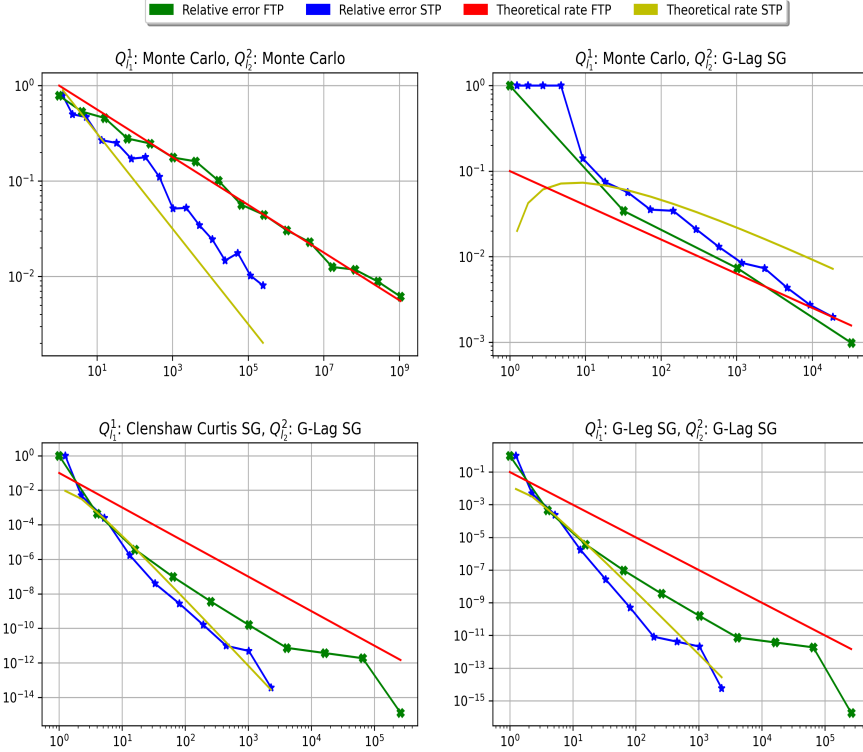 Relative error FTP Relative error STP Theoretical rate FTP Theoretical rate STP
Q^1_{l_1}: Monte Carlo, Q^2_{l_2}: Monte Carlo
10^0
10^{-1}
10^{-2}
10^1 10^3 10^5 10^7 10^9
Q^1_{l_1}: Monte Carlo, Q^2_{l_2}: G-Lag SG
10^0
10^{-1}
10^{-2}
10^{-3}
10^0 10^1 10^2 10^3 10^4
Q^1_{l_1}: Clenshaw Curtis SG, Q^2_{l_2}: G-Lag SG
10^0
10^{-2}
10^{-4}
10^{-6}
10^{-8}
10^{-10}
10^{-12}
10^{-14}
10^0 10^1 10^2 10^3 10^4 10^5
Q^1_{l_1}: G-Leg SG, Q^2_{l_2}: G-Lag SG
10^{-1}
10^{-3}
10^{-5}
10^{-7}
10^{-9}
10^{-11}
10^{-13}
10^{-15}
10^0 10^1 10^2 10^3 10^4 10^5